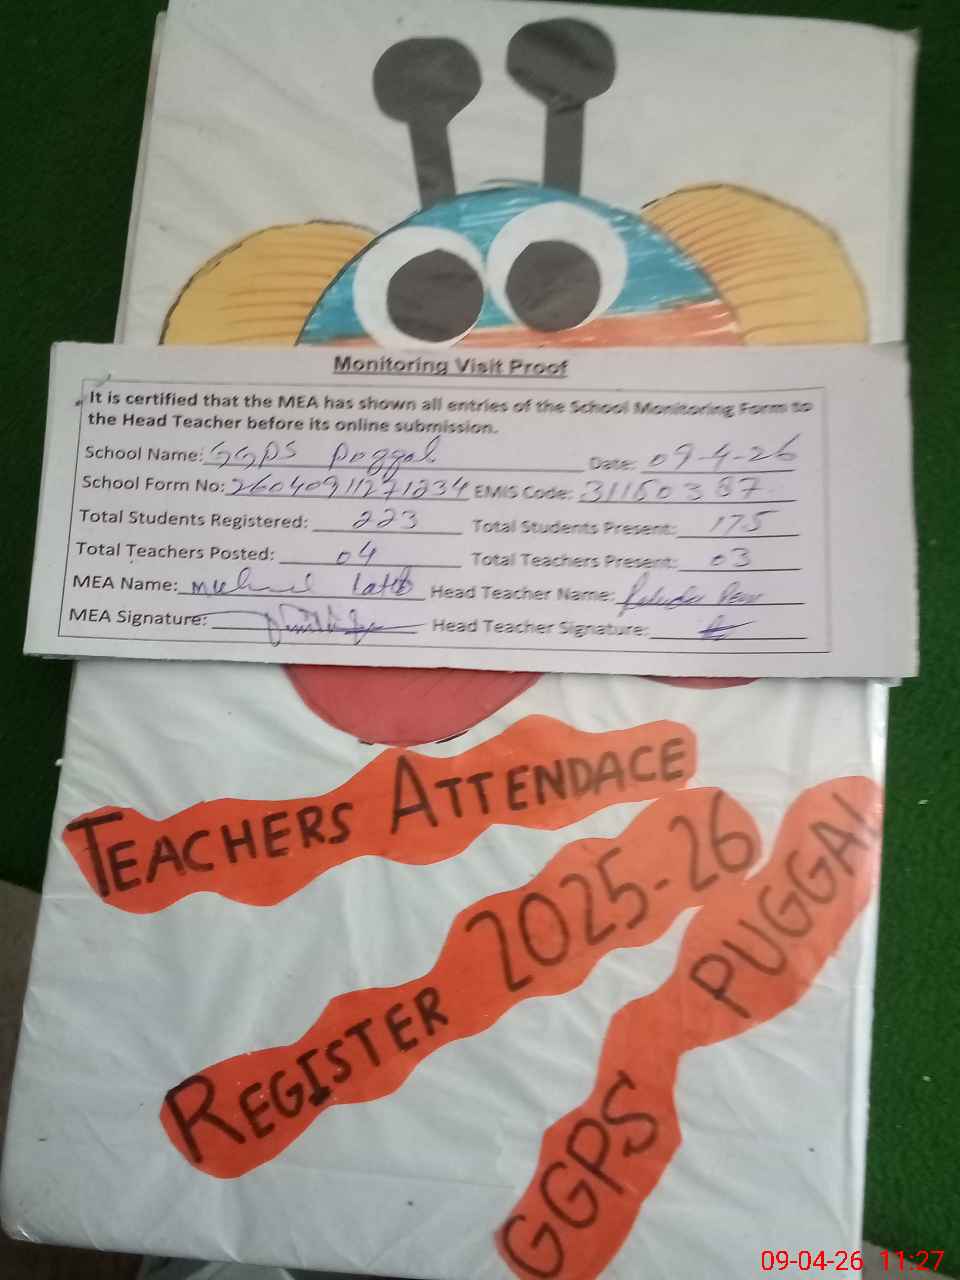 Monitoring Visit Proof
It is certified that the MEA has shown all entries of the School Monitoring Form to
the Head Teacher before its online submission.
School Name: GGPS Poggal Date: 09-4-26
School Form No: 26040911271234 EMIS Code: 31150387
Total Students Registered: 223 Total Students Present: 175
Total Teachers Posted: 04 Total Teachers Present: 03
MEA Name: Head Teacher Name:
MEA Signature: Head Teacher Signature:
TEACHERS ATTENDACE
REGISTER 2025-26
GGPS PUGGAL
09-04-26 11:27